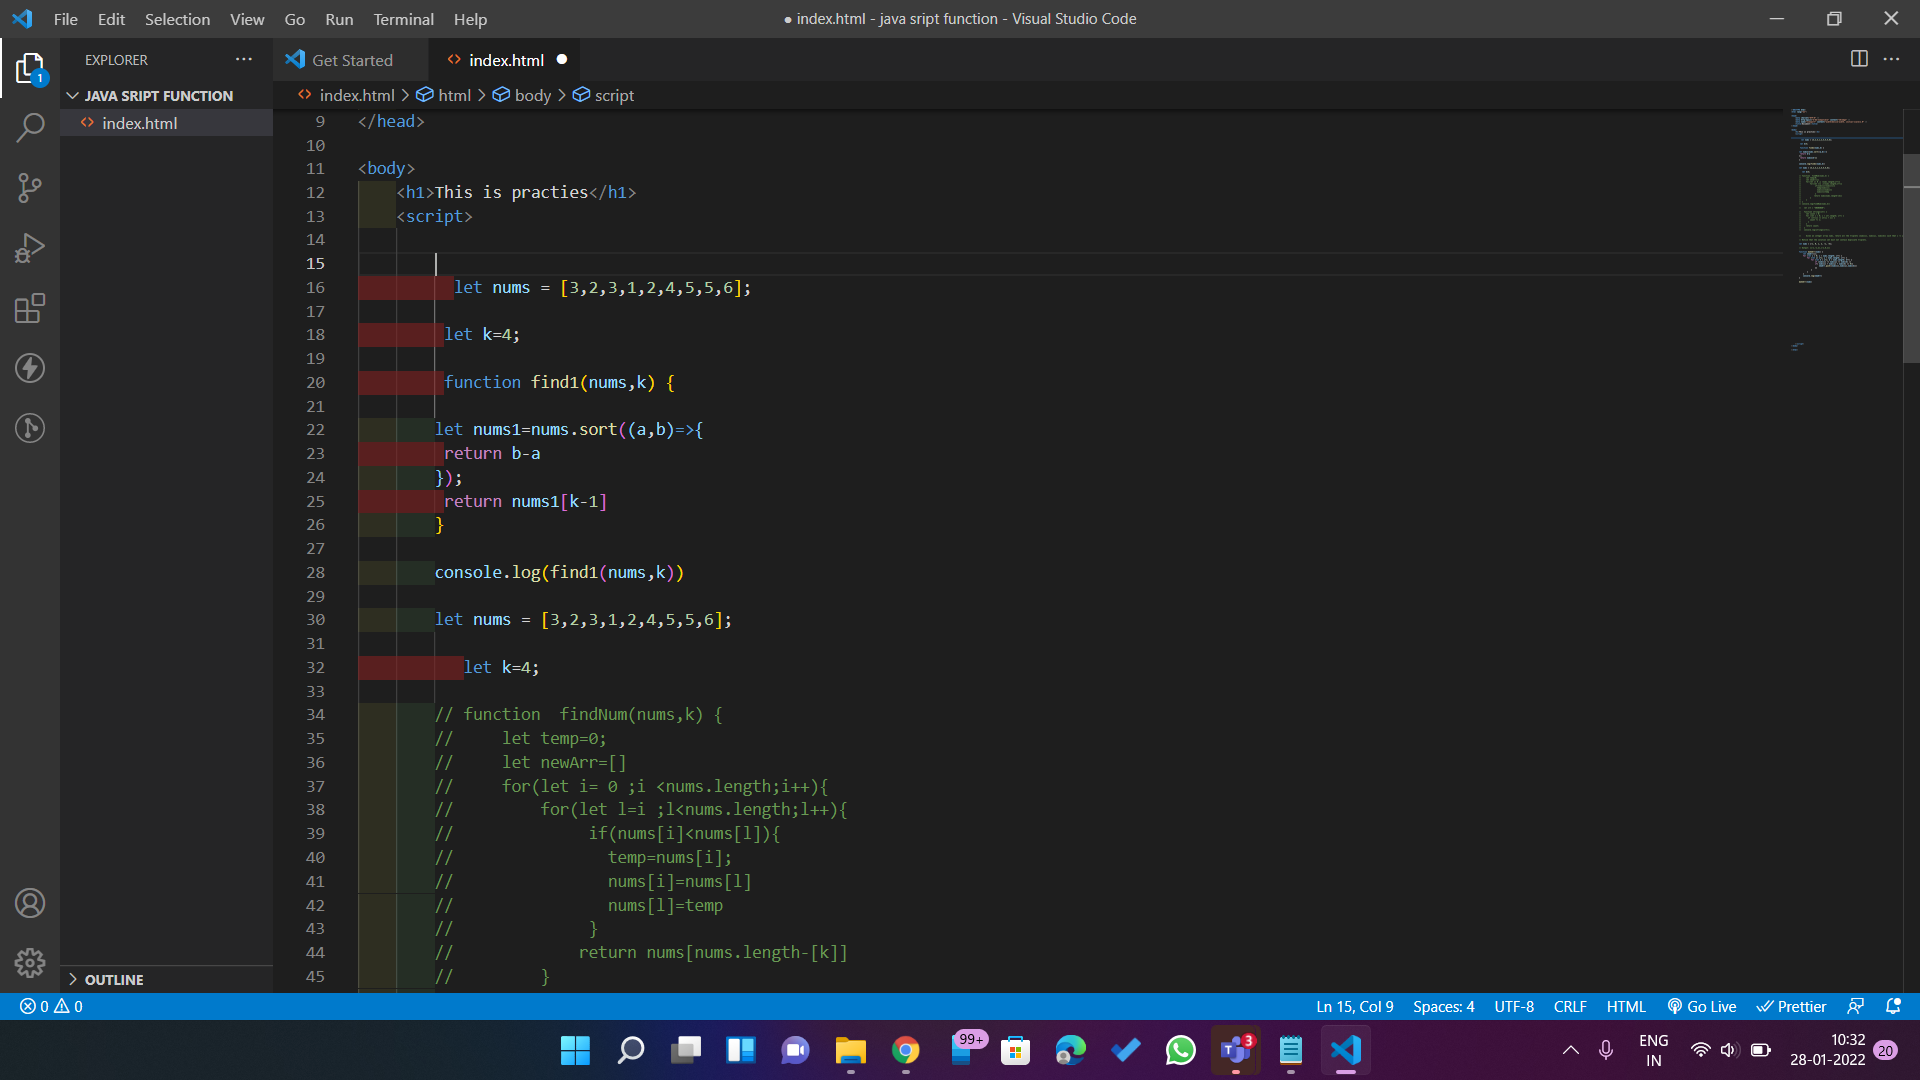 File Edit Selection View Go Run Terminal Help
● index.html - java sript function - Visual Studio Code
EXPLORER
Get Started
index.html
JAVA SRIPT FUNCTION
index.html > html > body > script
index.html
9 </head>
10
11 <body>
12 <h1>This is practies</h1>
13 <script>
14
15
16 let nums = [3,2,3,1,2,4,5,5,6];
17
18 let k=4;
19
20 function find1(nums,k) {
21
22 let nums1=nums.sort((a,b)=>{
23 return b-a
24 });
25 return nums1[k-1]
26 }
27
28 console.log(find1(nums,k))
29
30 let nums = [3,2,3,1,2,4,5,5,6];
31
32 let k=4;
33
34 // function  findNum(nums,k) {
35 //     let temp=0;
36 //     let newArr=[]
37 //     for(let i= 0 ;i <nums.length;i++){
38 //         for(let l=i ;l<nums.length;l++){
39 //              if(nums[i]<nums[l]){
40 //                temp=nums[i];
41 //                nums[i]=nums[l]
42 //                nums[l]=temp
43 //              }
44 //             return nums[nums.length-[k]]
45 //         }
OUTLINE
0 0
Ln 15, Col 9 Spaces: 4 UTF-8 CRLF HTML Go Live Prettier
1
99+
3
ENG
IN
10:32
28-01-2022
20